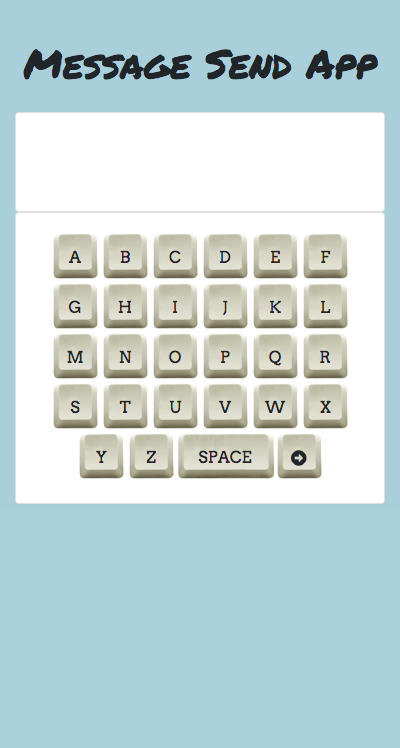 Message Send App
A B C D E F
G H I J K L
M N O P Q R
S T U V W X
Y Z SPACE